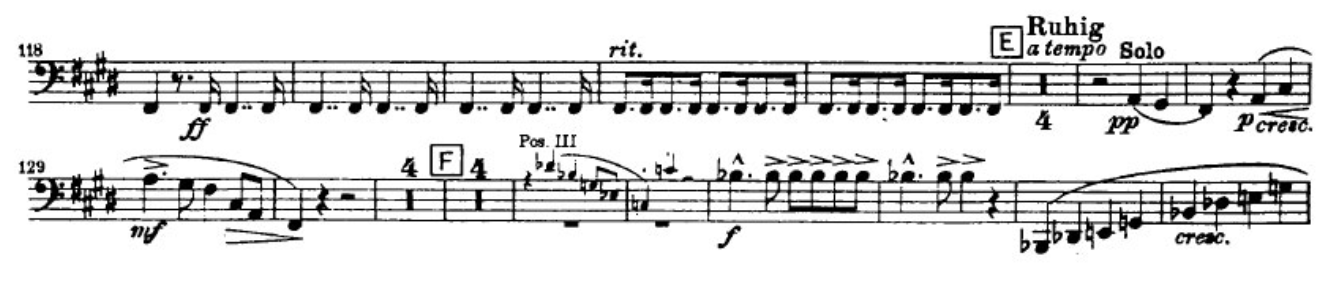 118 rit. E Ruhig
a tempo Solo
ff 4 pp p cresc.
129 4 F 4 Pos. III
mf f cresc.